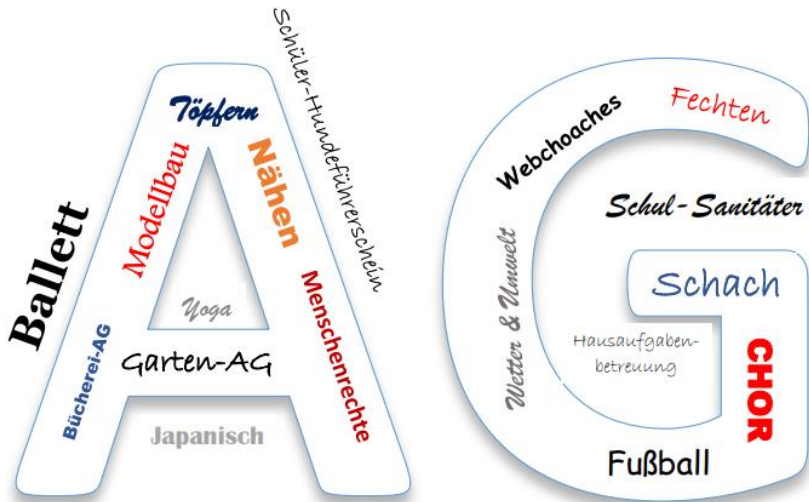 Schüler-Hundeführerschein
Töpfern
Modellbau
Nähen
Ballett
Yoga
Menschenrechte
Garten-AG
Bücherei-AG
Japanisch
Fechten
Webchoaches
Schul-Sanitäter
Schach
Wetter & Umwelt
Hausaufgaben-
betreuung
CHOR
Fußball